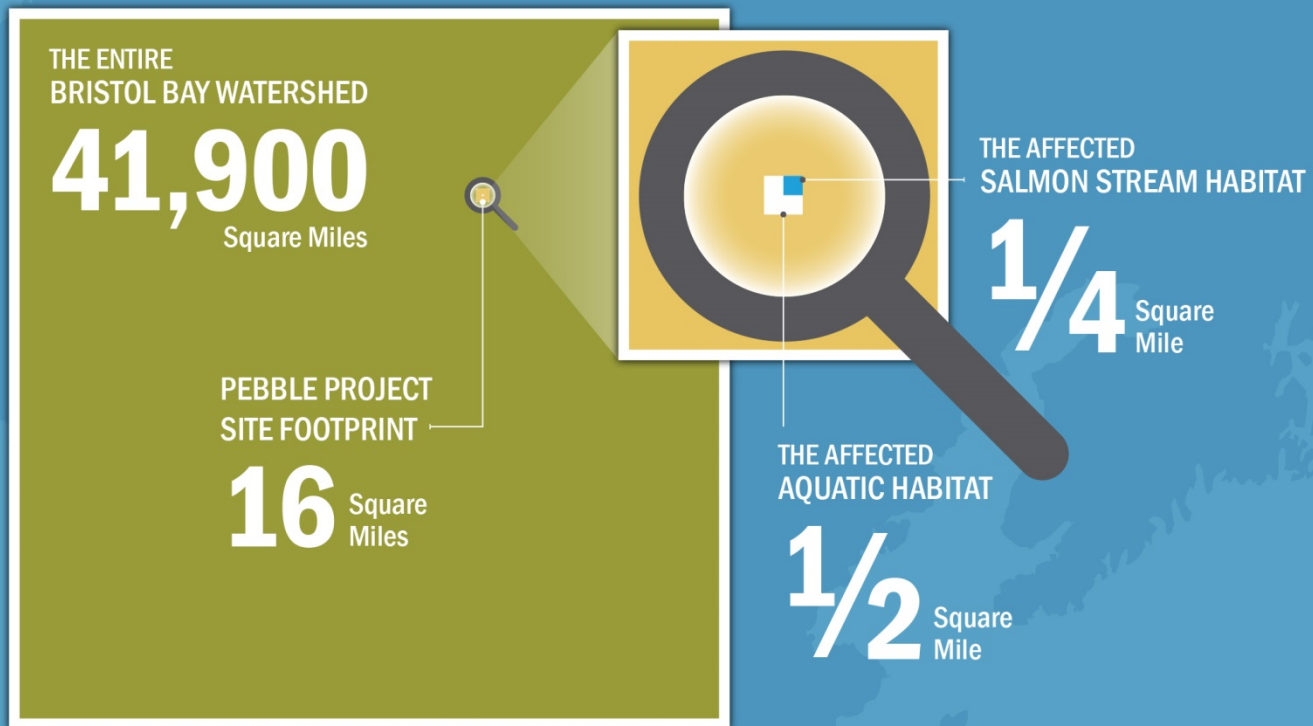 THE ENTIRE
BRISTOL BAY WATERSHED
41,900
Square Miles
PEBBLE PROJECT
SITE FOOTPRINT
16 Square
Miles
THE AFFECTED
SALMON STREAM HABITAT
1/4 Square
Mile
THE AFFECTED
AQUATIC HABITAT
1/2 Square
Mile